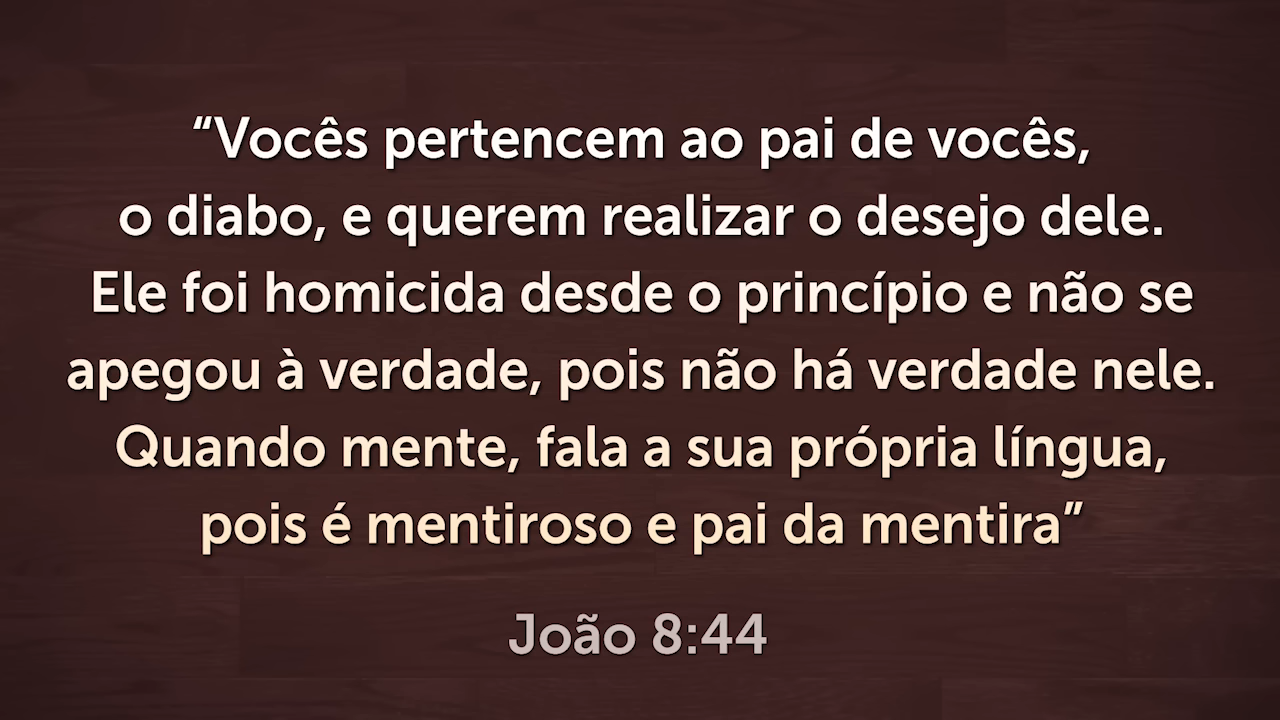 “Vocês pertencem ao pai de vocês,
o diabo, e querem realizar o desejo dele.
Ele foi homicida desde o princípio e não se
apegou à verdade, pois não há verdade nele.
Quando mente, fala a sua própria língua,
pois é mentiroso e pai da mentira”
João 8:44